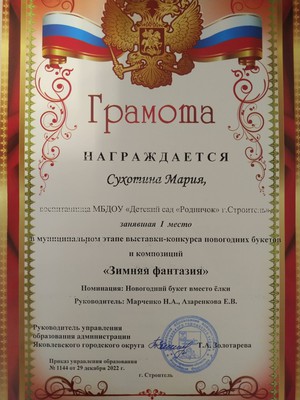 Грамота
НАГРАЖДАЕТСЯ
Сухотина Мария,
воспитанница МБДОУ «Детский сад «Родничок» г.Строитель»
занявшая I место
в муниципальном этапе выставки-конкурса новогодних букетов
и композиций
«Зимняя фантазия»
Номинация: Новогодний букет вместо ёлки
Руководитель: Марченко И.А., Азаренкова Е.В.
Руководитель управления
образования администрации
Яковлевского городского округа Т.А. Золотарева
Приказ управления образования
№ 1144 от 29 декабря 2022 г.
г. Строитель